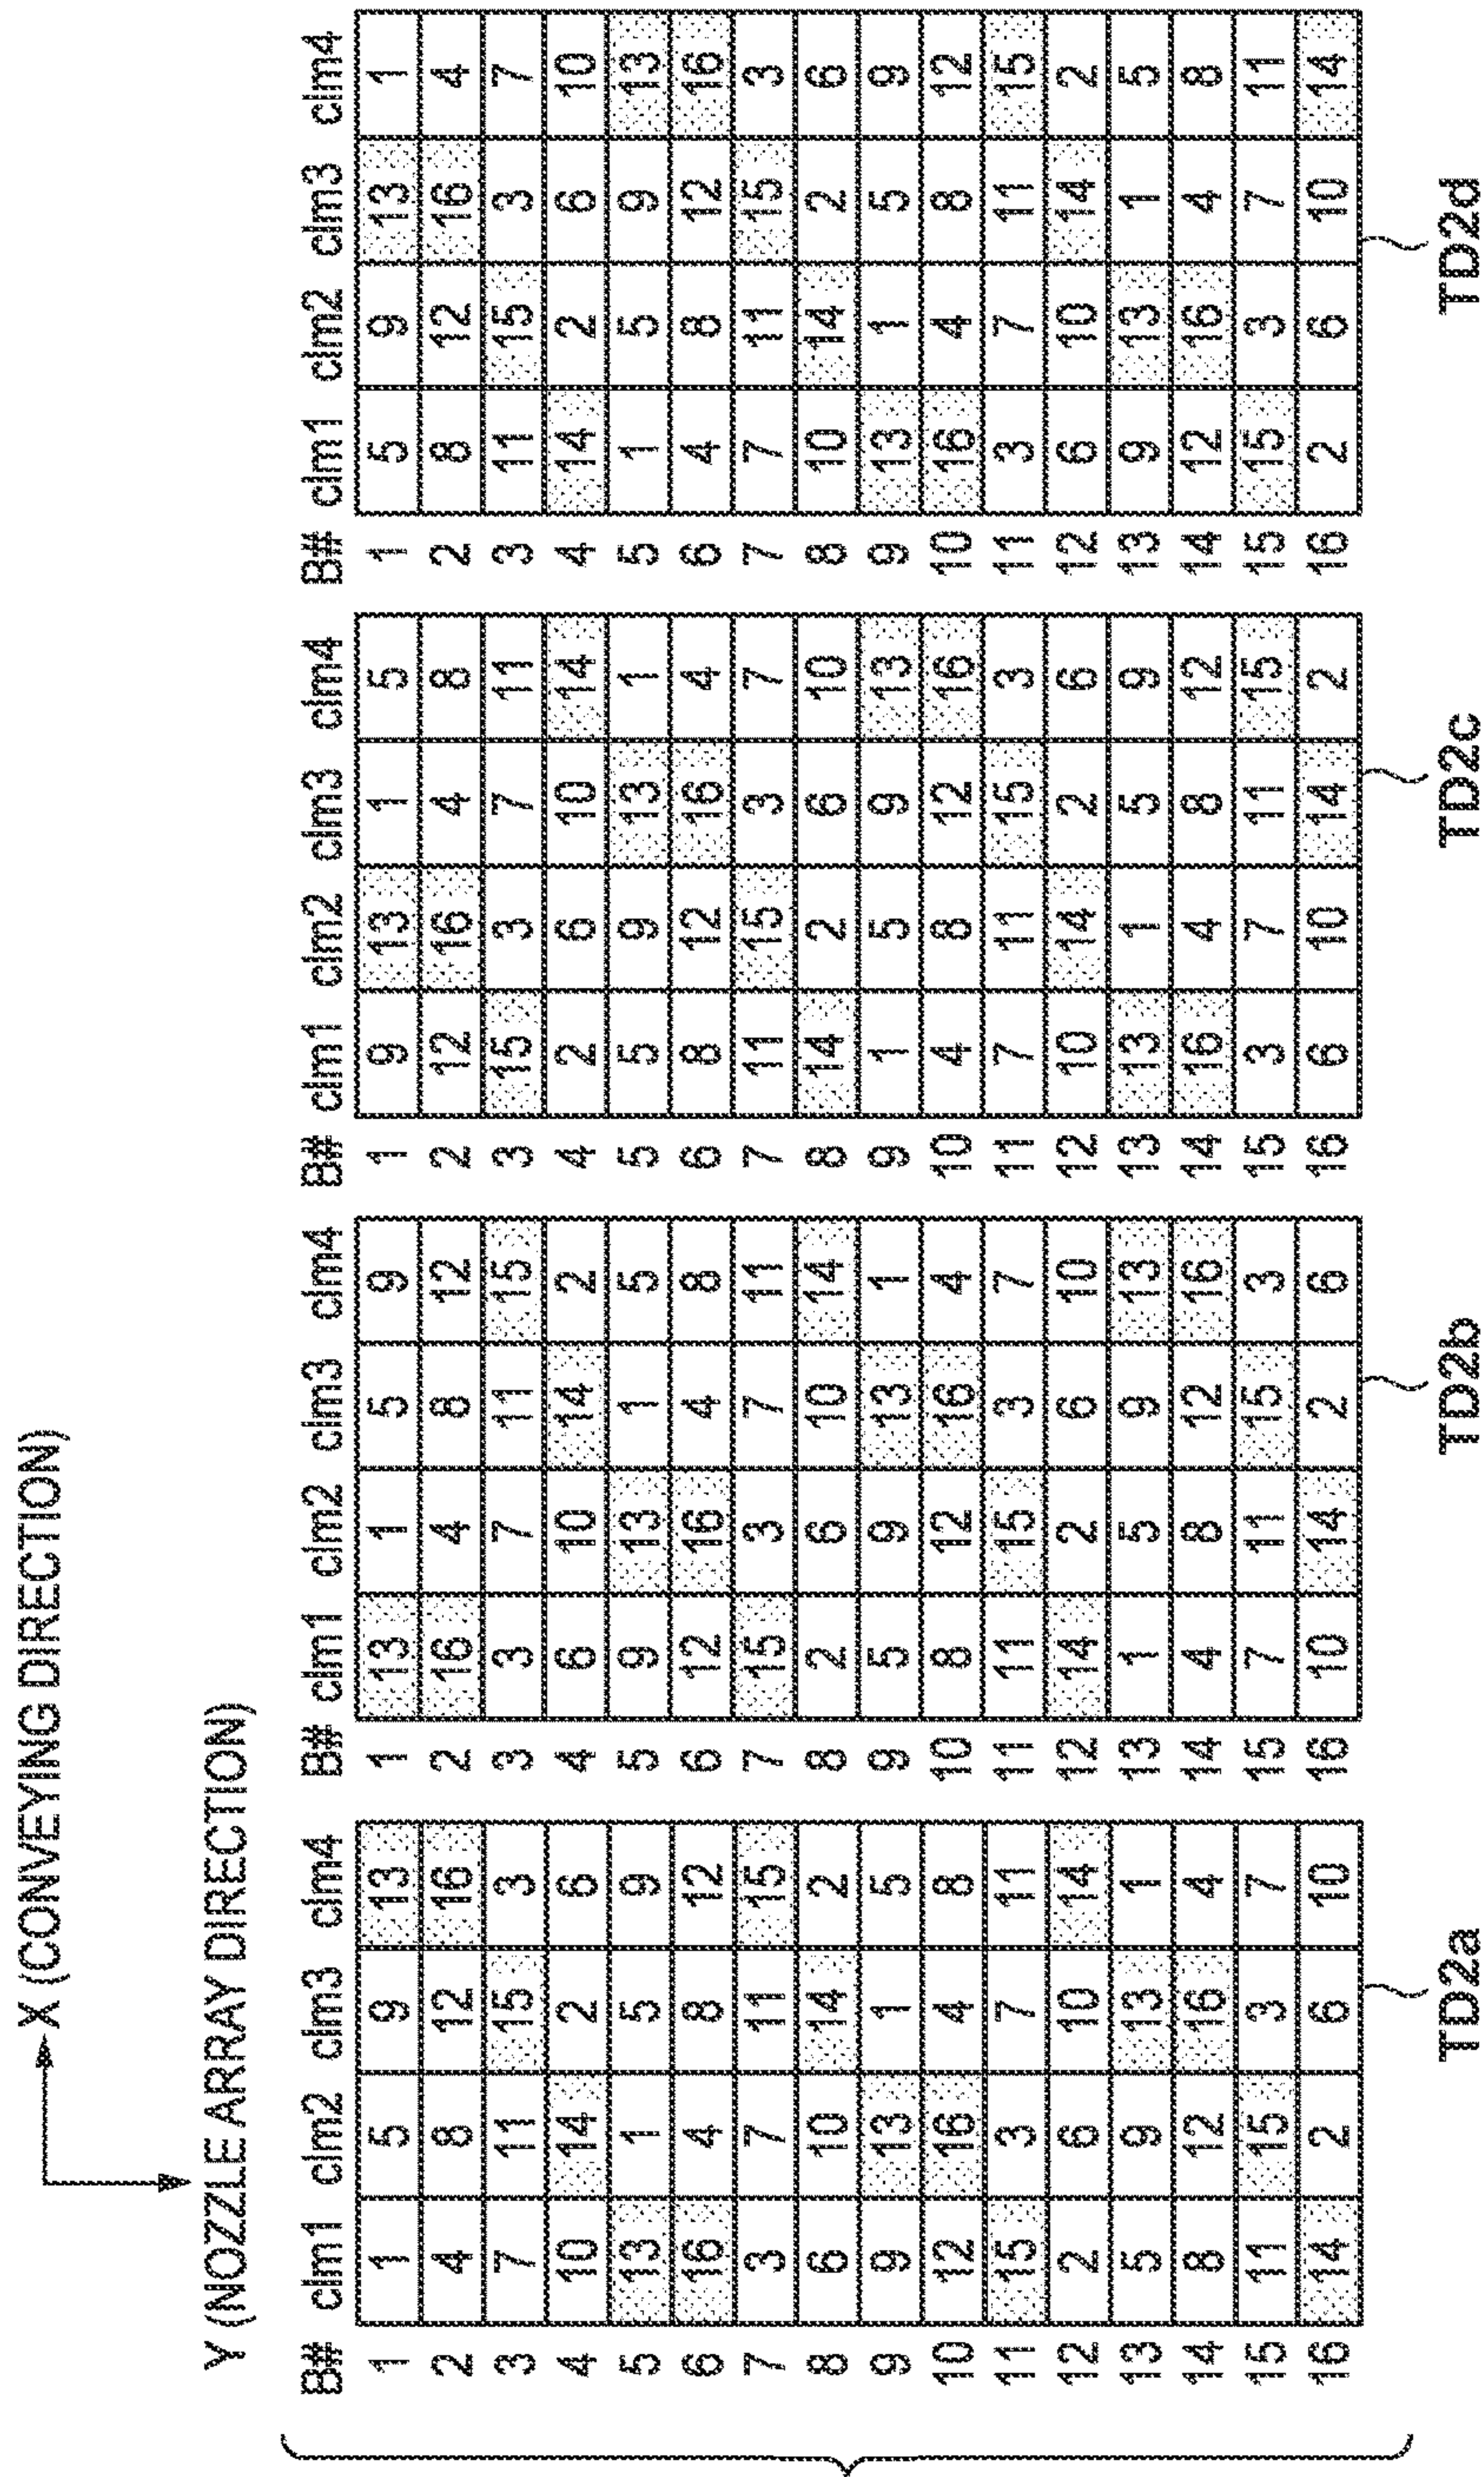 X (CONVEYING DIRECTION)
Y (NOZZLE ARRAY DIRECTION)
B# clm1 clm2 clm3 clm4 B# clm1 clm2 clm3 clm4 B# clm1 clm2 clm3 clm4 B# clm1 clm2 clm3 clm4
1 1 5 9 13 1 13 1 5 9 1 9 13 1 5 1 5 9 13 1
2 4 8 12 16 2 16 4 8 12 2 12 16 4 8 2 8 12 16 4
3 7 11 15 3 3 3 7 11 15 3 15 3 7 11 3 11 15 3 7
4 10 14 2 6 4 6 10 14 2 4 2 6 10 14 4 14 2 6 10
5 13 1 5 9 5 9 13 1 5 5 5 9 13 1 5 1 5 9 13
6 16 4 8 12 6 12 16 4 8 6 8 12 16 4 6 4 8 12 16
7 3 7 11 15 7 15 3 7 11 7 11 15 3 7 7 7 11 15 3
8 6 10 14 2 8 2 6 10 14 8 14 2 6 10 8 10 14 2 6
9 9 13 1 5 9 5 9 13 1 9 1 5 9 13 9 13 1 5 9
10 12 16 4 8 10 8 12 16 4 10 4 8 12 16 10 16 4 8 12
11 15 3 7 11 11 11 15 3 7 11 7 11 15 3 11 3 7 11 15
12 2 6 10 14 12 14 2 6 10 12 10 14 2 6 12 6 10 14 2
13 5 9 13 1 13 1 5 9 13 13 13 1 5 9 13 9 13 1 5
14 8 12 16 4 14 4 8 12 16 14 16 4 8 12 14 12 16 4 8
15 11 15 3 7 15 7 11 15 3 15 3 7 11 15 15 15 3 7 11
16 14 2 6 10 16 10 14 2 6 16 6 10 14 2 16 2 6 10 14
TD2a TD2b TD2c TD2d